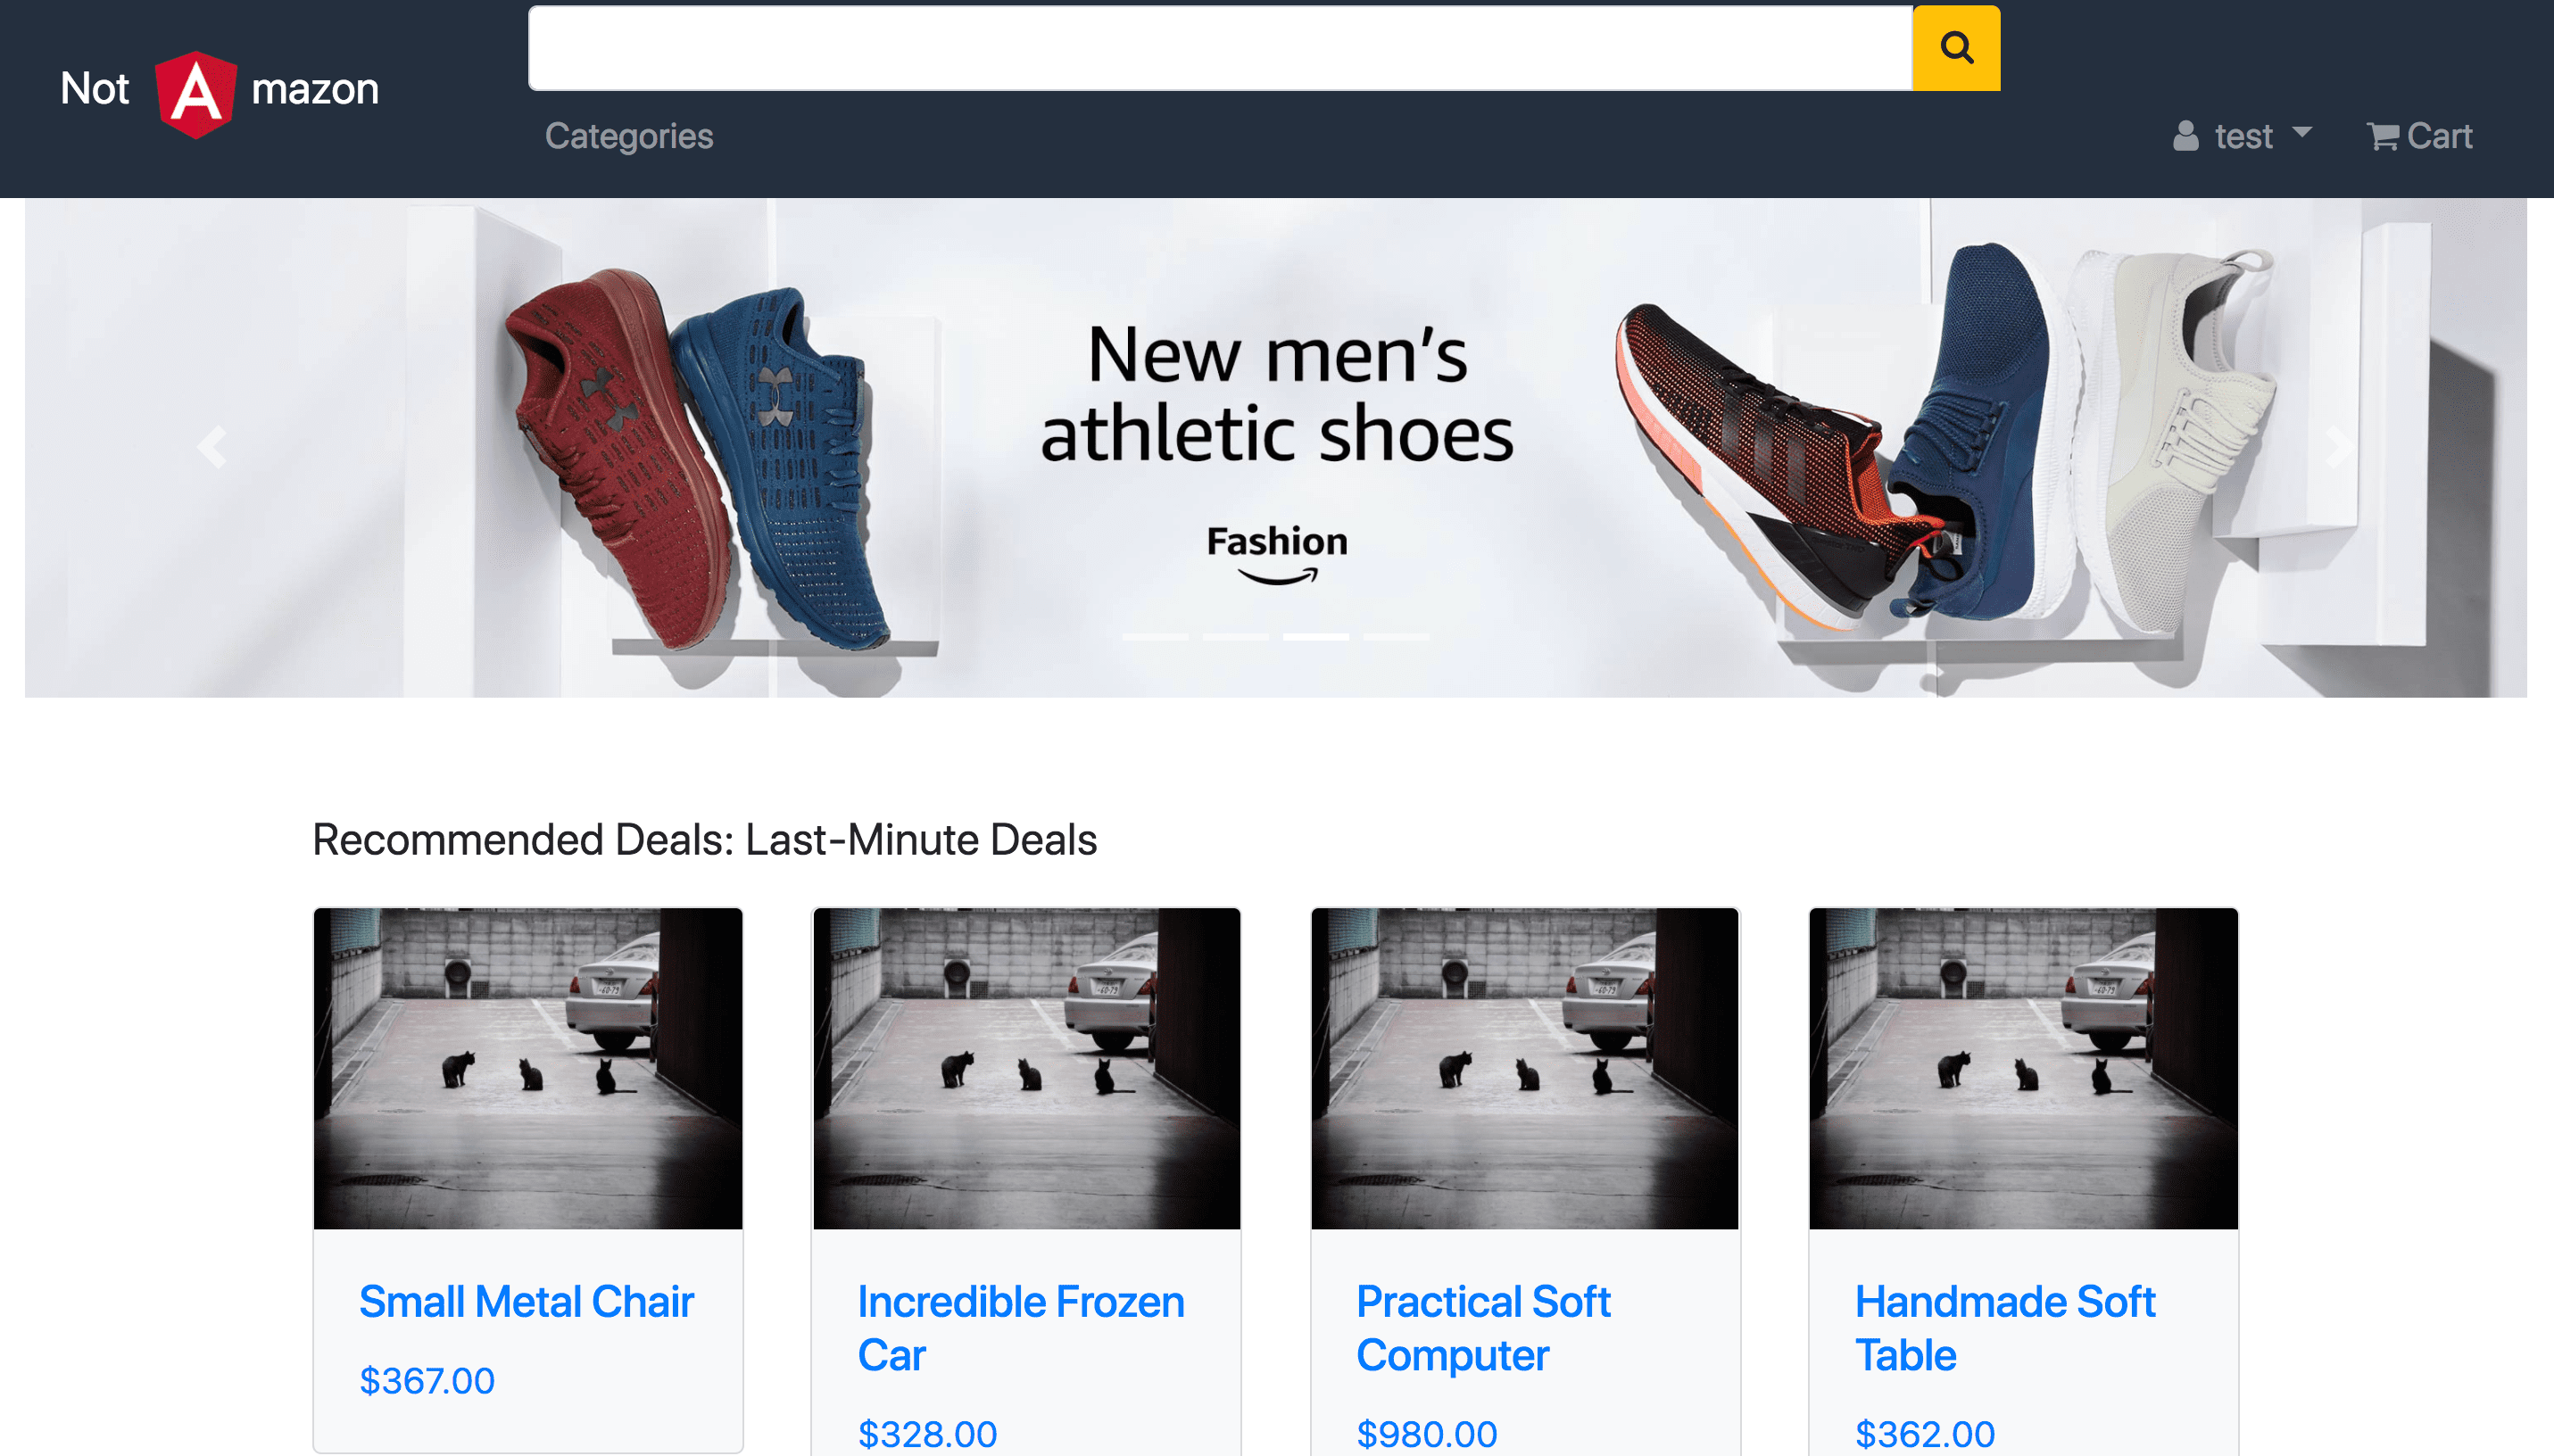 Not A mazon
Categories
test
Cart
New men’s
athletic shoes
Fashion
Recommended Deals: Last-Minute Deals
Small Metal Chair
$367.00
Incredible Frozen
Car
$328.00
Practical Soft
Computer
$980.00
Handmade Soft
Table
$362.00